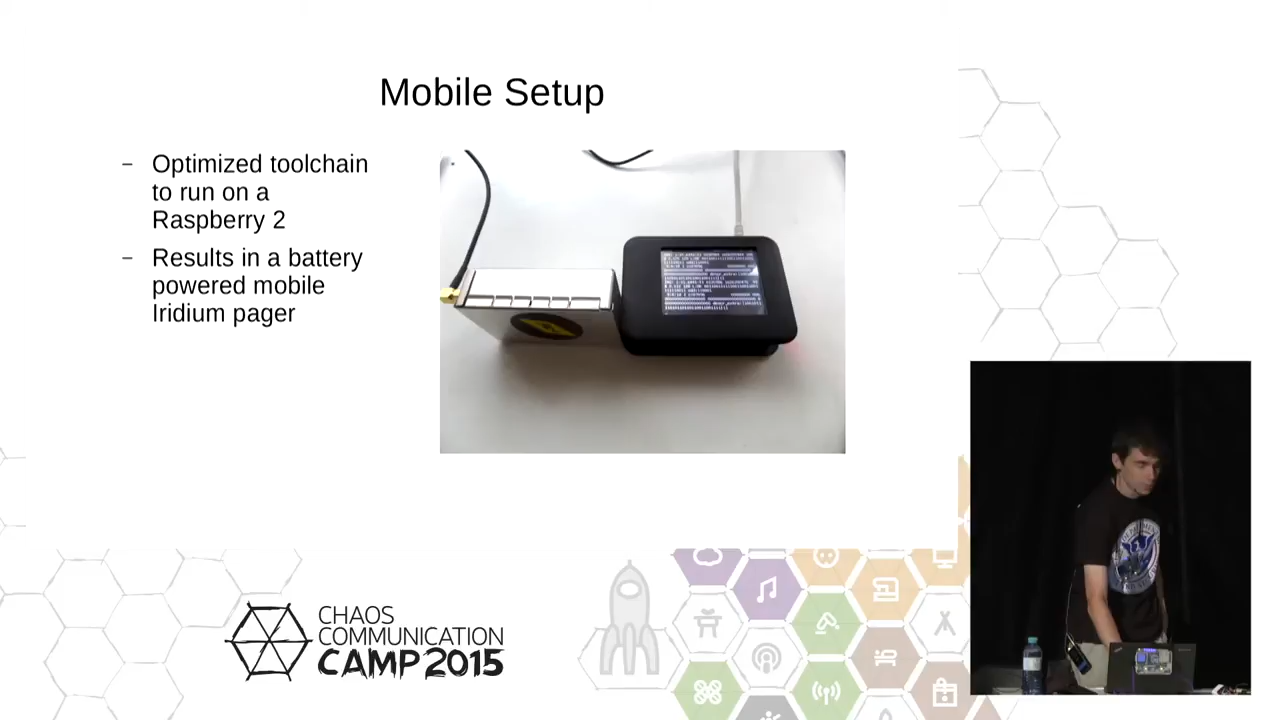 Mobile Setup
– Optimized toolchain
to run on a
Raspberry 2
– Results in a battery
powered mobile
Iridium pager
CHAOS
COMMUNICATION
CAMP 2015